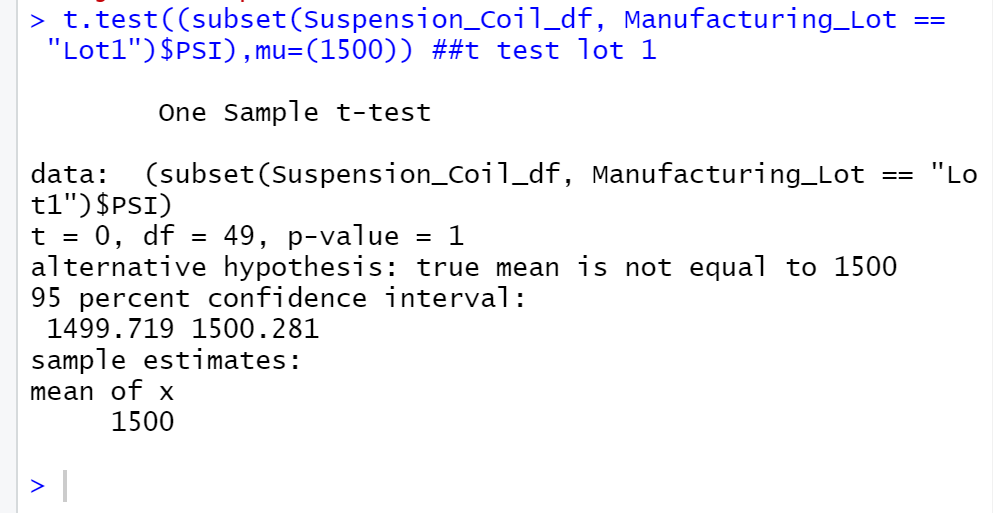 > t.test((subset(Suspension_Coil_df, Manufacturing_Lot ==
"Lot1")$PSI),mu=(1500)) ##t test lot 1
One Sample t-test
data:  (subset(Suspension_Coil_df, Manufacturing_Lot == "Lo
t1")$PSI)
t = 0, df = 49, p-value = 1
alternative hypothesis: true mean is not equal to 1500
95 percent confidence interval:
1499.719 1500.281
sample estimates:
mean of x
1500
>